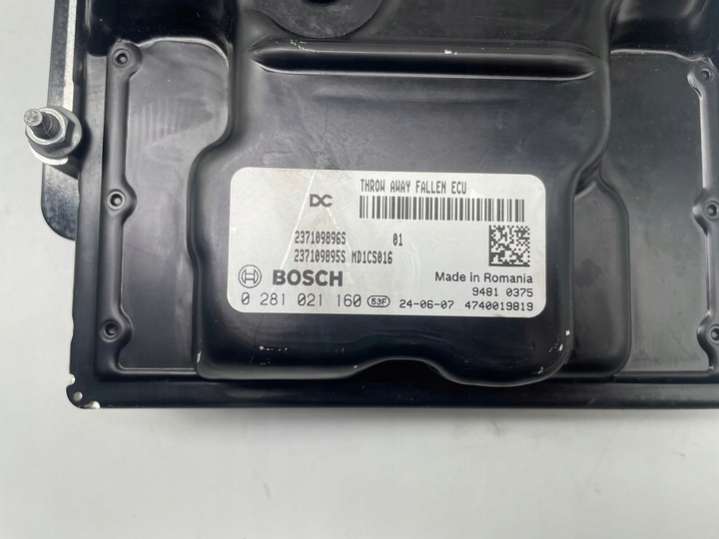 THROW AWAY FALLEN ECU
DC
237109896S 01
237109895S MD1CS016
BOSCH
Made in Romania
9481 0375
0 281 021 160 53F 24-06-07 4740019819